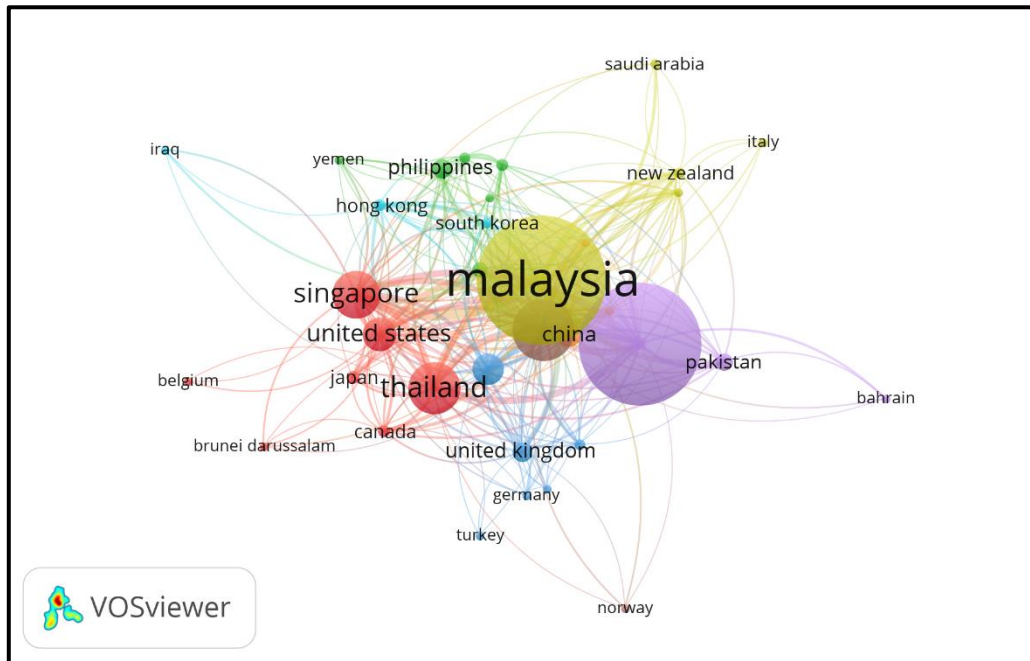 saudi arabia
italy
iraq
yemen
philippines
new zealand
hong kong
south korea
malaysia
singapore
united states
china
pakistan
japan
thailand
belgium
bahrain
canada
brunei darussalam
united kingdom
germany
turkey
norway
VOSviewer